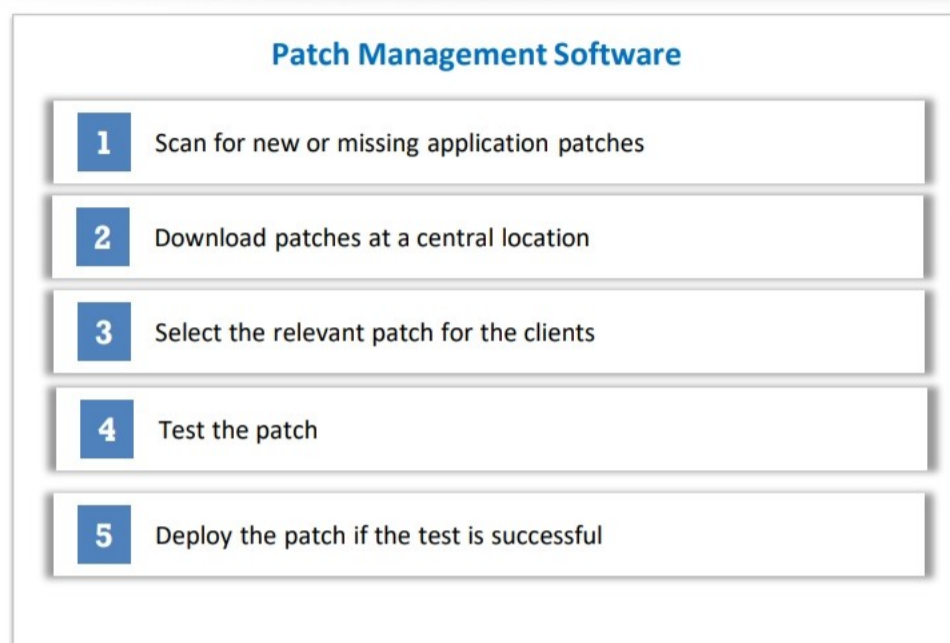 Patch Management Software
1 Scan for new or missing application patches
2 Download patches at a central location
3 Select the relevant patch for the clients
4 Test the patch
5 Deploy the patch if the test is successful